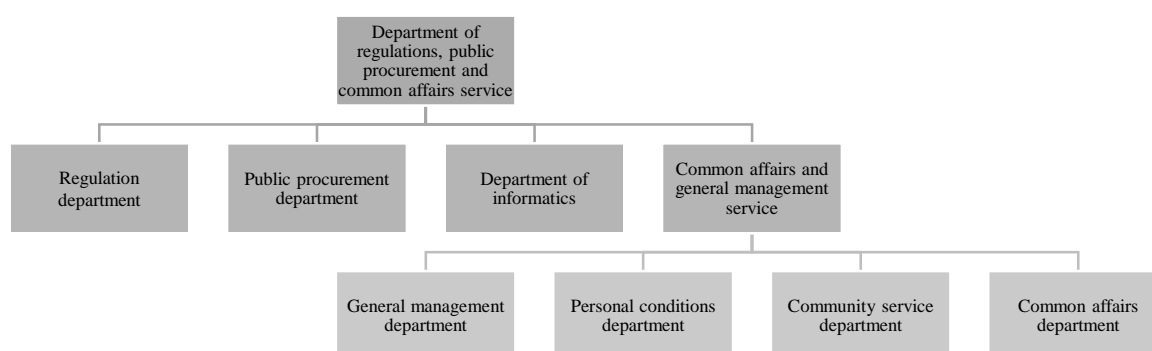 Department of
regulations, public
procurement and
common affairs service
Regulation
department
Public procurement
department
Department of
informatics
Common affairs and
general management
service
General management
department
Personal conditions
department
Community service
department
Common affairs
department